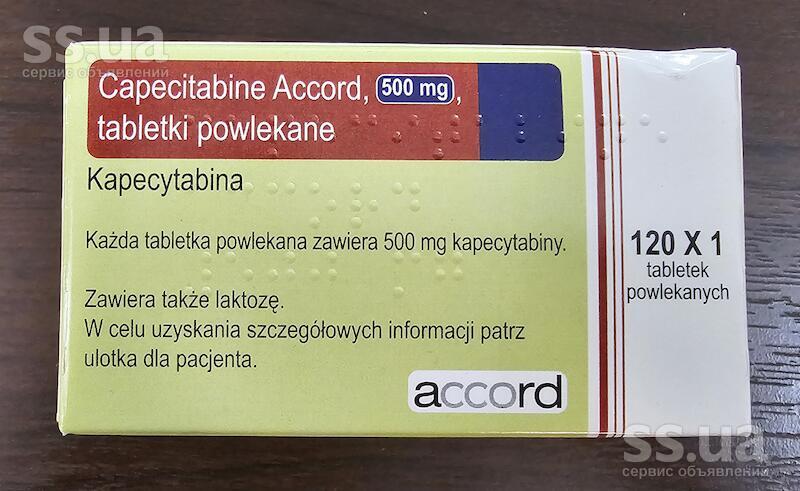 ss.ua
сервис объявлений
Capecitabine Accord, 500 mg,
tabletki powlekane
Kapecytabina
Każda tabletka powlekana zawiera 500 mg kapecytabiny.
Zawiera także laktozę.
W celu uzyskania szczegółowych informacji patrz
ulotka dla pacjenta.
accord
120 X 1
tabletek
powlekanych
ss.ua
сервис объявлений